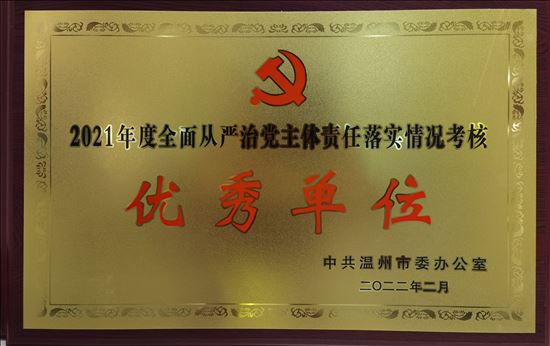 2021年度全面从严治党主体责任落实情况考核
优秀单位
中共温州市委办公室
二〇二二年二月